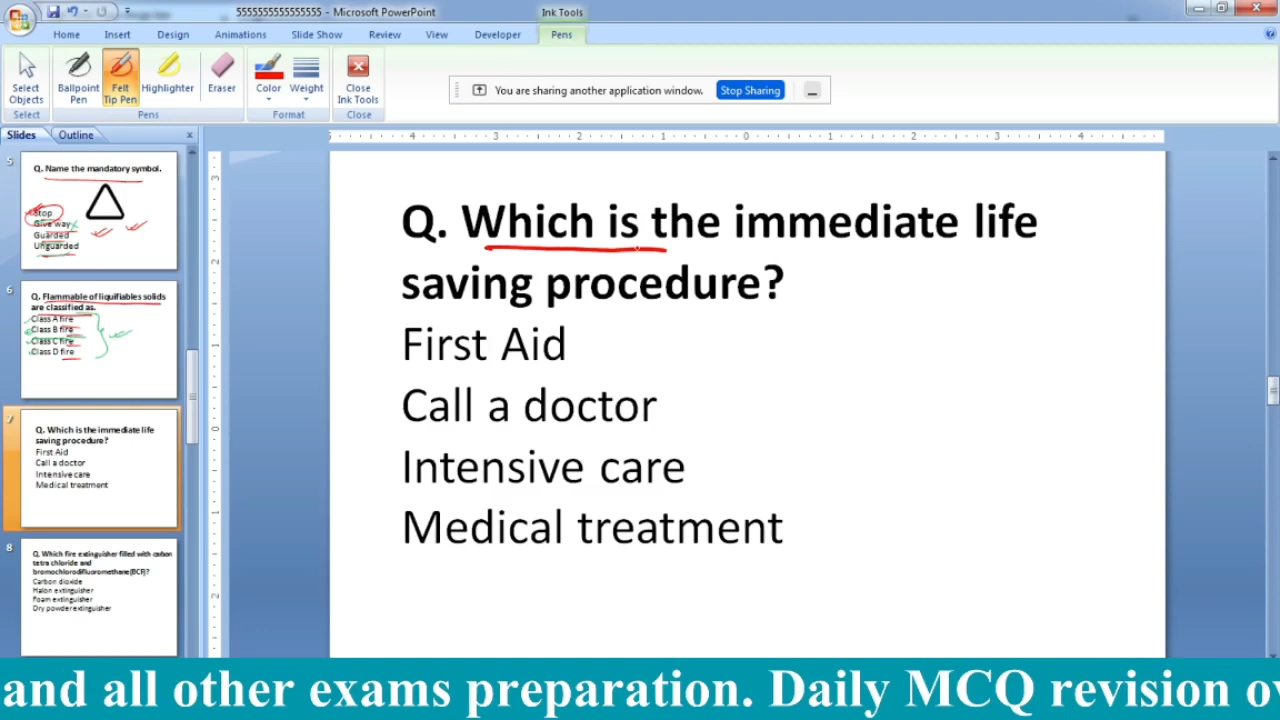 5555555555555555 - Microsoft PowerPoint
Ink Tools
Home Insert Design Animations Slide Show Review View Developer Pens
Select Objects
Ballpoint Pen
Felt Tip Pen
Highlighter
Eraser
Color
Weight
Close Ink Tools
Select Pens Format Close
You are sharing another application window. Stop Sharing
Slides Outline
5
Q. Name the mandatory symbol.
Stop
Give way
Guarded
Unguarded
6
Q. Flammable of liquifiables solids
are classified as.
Class A fire
Class B fire
Class C fire
Class D fire
7
Q. Which is the immediate life
saving procedure?
First Aid
Call a doctor
Intensive care
Medical treatment
8
Q. Which fire extinguisher filled with carbon
tetra chloride and
bromochlorodifluoromethane(BCF)?
Carbon dioxide
Halon extinguisher
Foam extinguisher
Dry powder extinguisher
Q. Which is the immediate life
saving procedure?
First Aid
Call a doctor
Intensive care
Medical treatment
and all other exams preparation. Daily MCQ revision